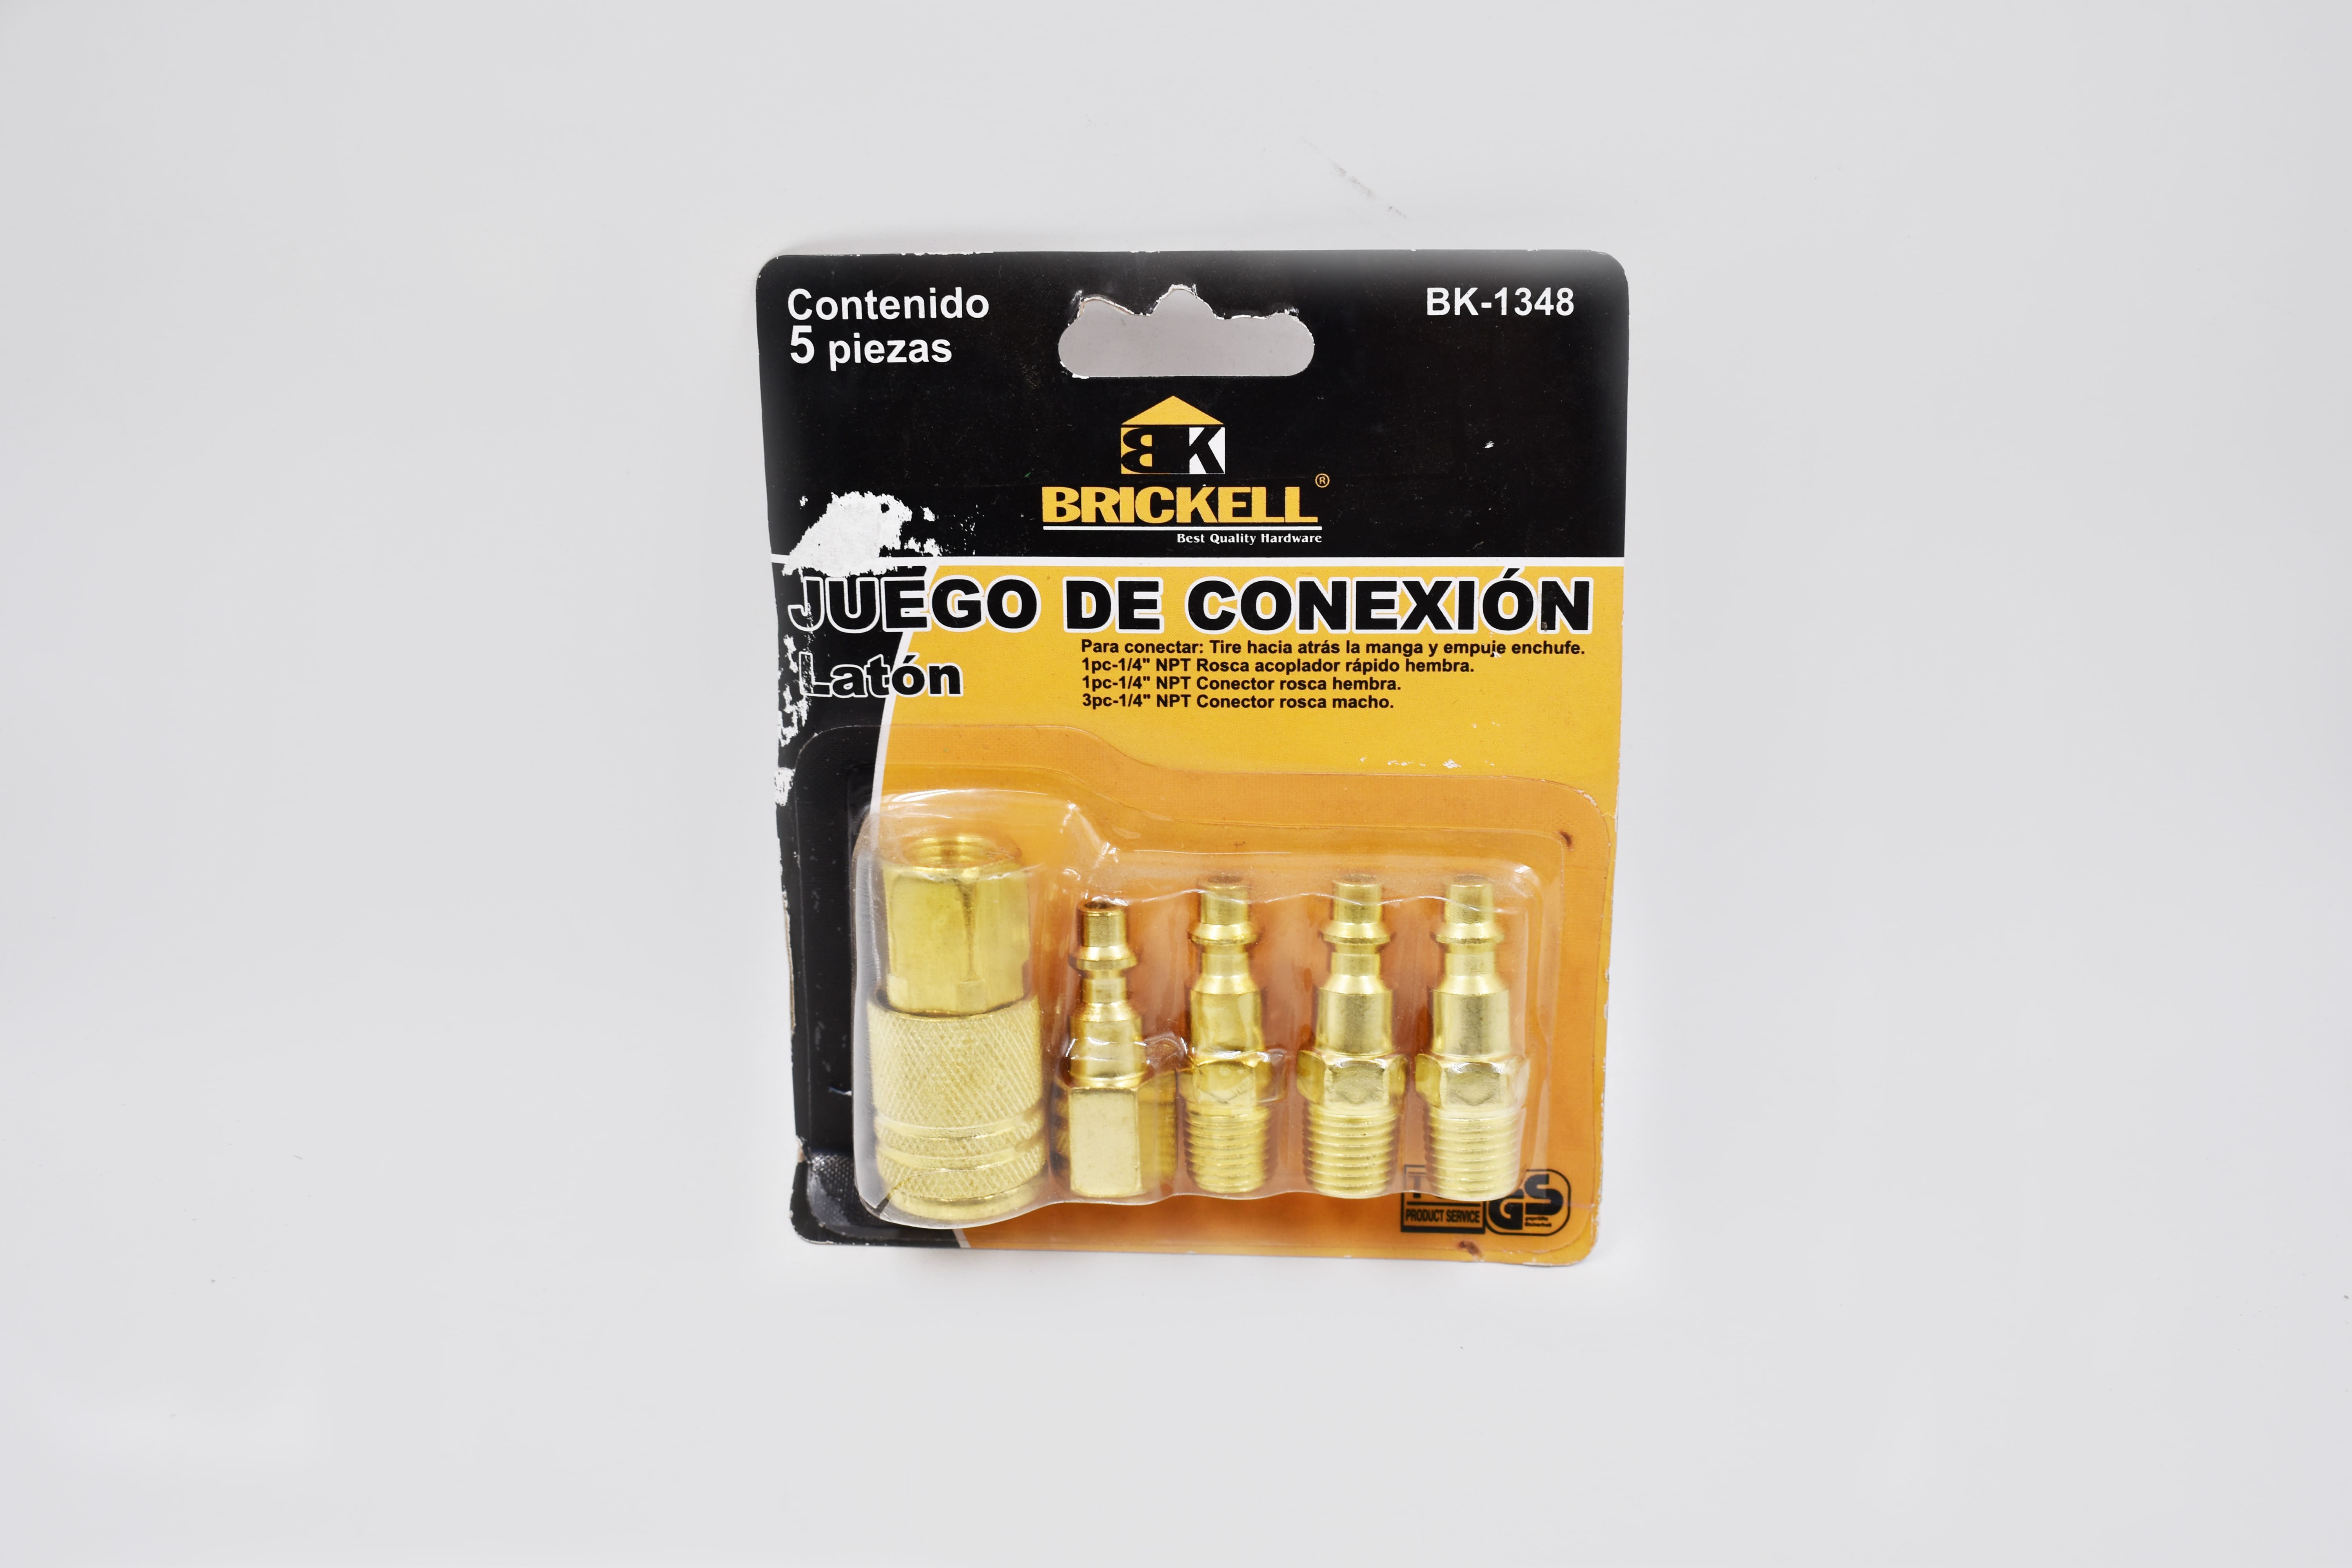 Contenido
5 piezas
BK-1348
BK
BRICKELL®
Best Quality Hardware
JUEGO DE CONEXIÓN
Latón
Para conectar: Tire hacia atrás la manga y empuje enchufe.
1pc-1/4" NPT Rosca acoplador rápido hembra.
1pc-1/4" NPT Conector rosca hembra.
3pc-1/4" NPT Conector rosca macho.
PRODUCT SERVICE
GS
geprüfte
Sicherheit